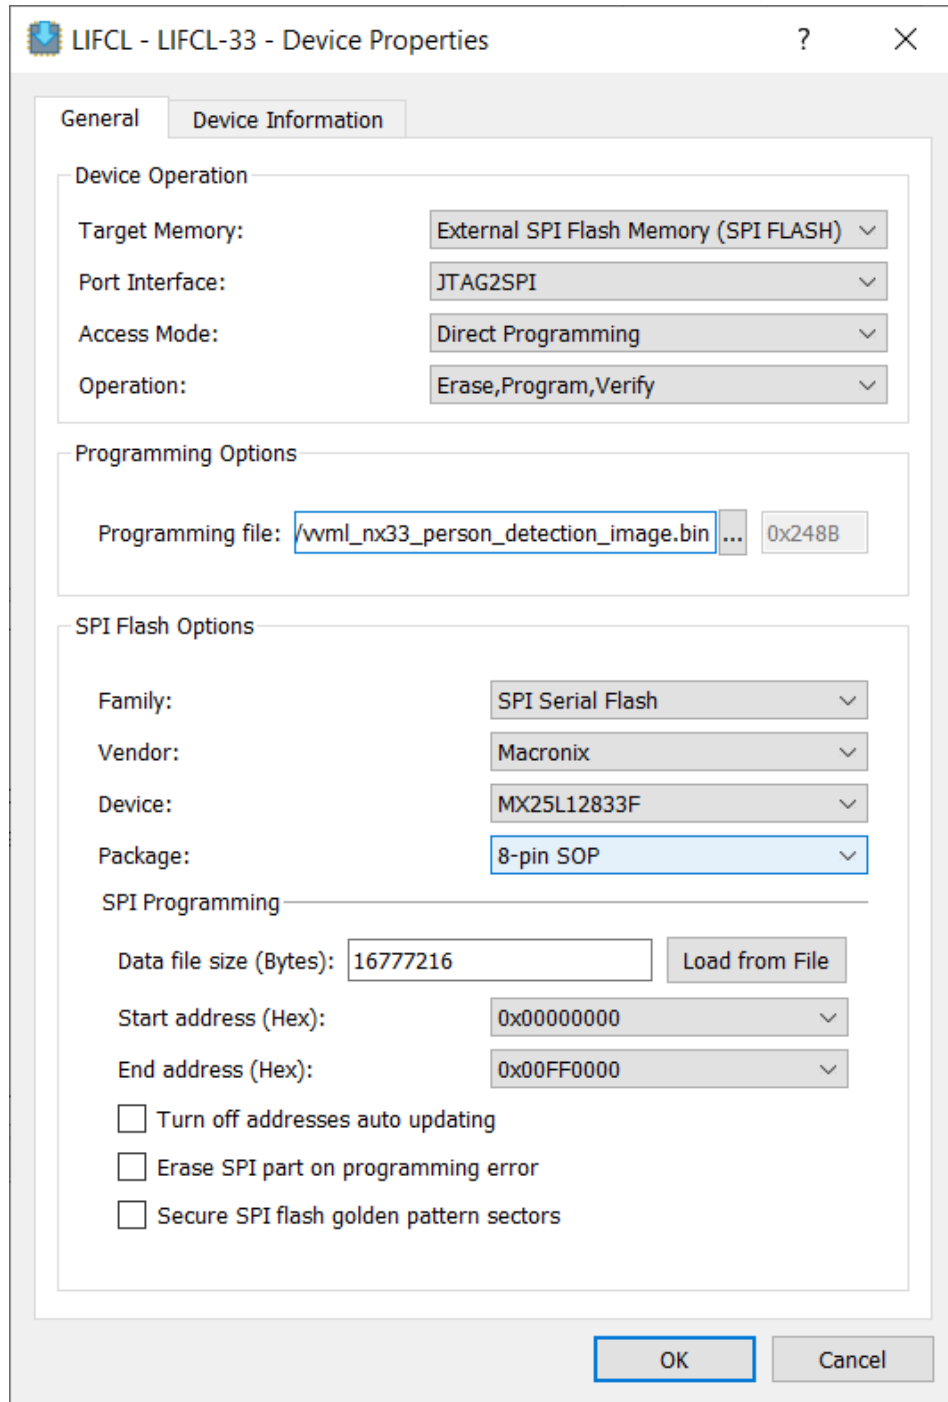 LIFCL - LIFCL-33 - Device Properties ?
General Device Information
Device Operation
Target Memory: External SPI Flash Memory (SPI FLASH)
Port Interface: JTAG2SPI
Access Mode: Direct Programming
Operation: Erase,Program,Verify
Programming Options
Programming file: /vvml_nx33_person_detection_image.bin ... 0x248B
SPI Flash Options
Family: SPI Serial Flash
Vendor: Macronix
Device: MX25L12833F
Package: 8-pin SOP
SPI Programming
Data file size (Bytes): 16777216 Load from File
Start address (Hex): 0x00000000
End address (Hex): 0x00FF0000
Turn off addresses auto updating
Erase SPI part on programming error
Secure SPI flash golden pattern sectors
OK Cancel